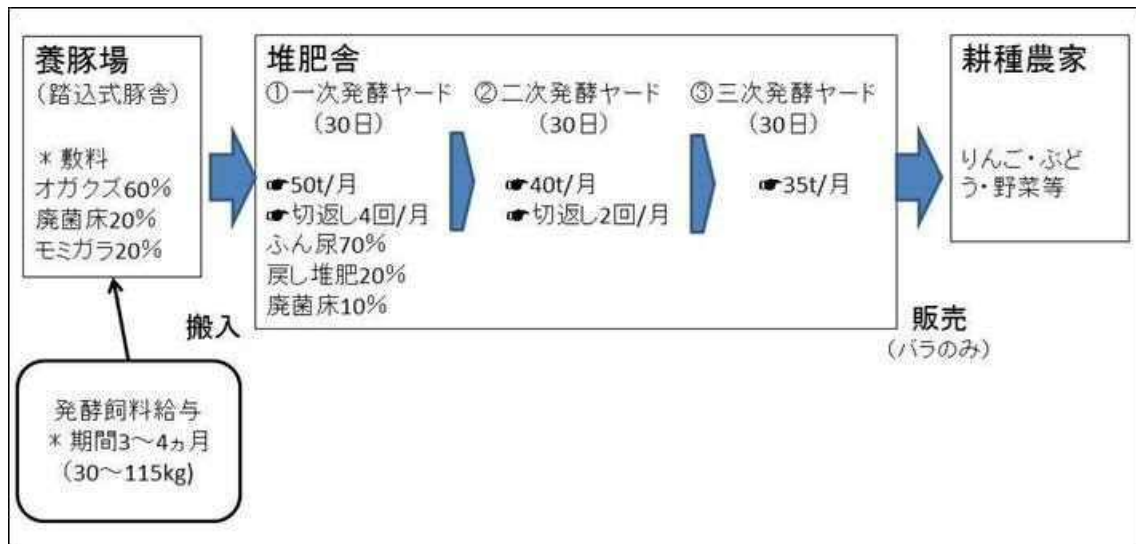 養豚場
(踏込式豚舎)
＊敷料
オガクズ60%
廃菌床20%
モミガラ20%
搬入
発酵飼料給与
＊期間3～4ヵ月
(30～115kg)
堆肥舎
①一次発酵ヤード
(30日)
☛50t/月
☛切返し4回/月
ふん尿70%
戻し堆肥20%
廃菌床10%
②二次発酵ヤード
(30日)
☛40t/月
☛切返し2回/月
③三次発酵ヤード
(30日)
☛35t/月
販売
(バラのみ)
耕種農家
りんご・ぶど
う・野菜等